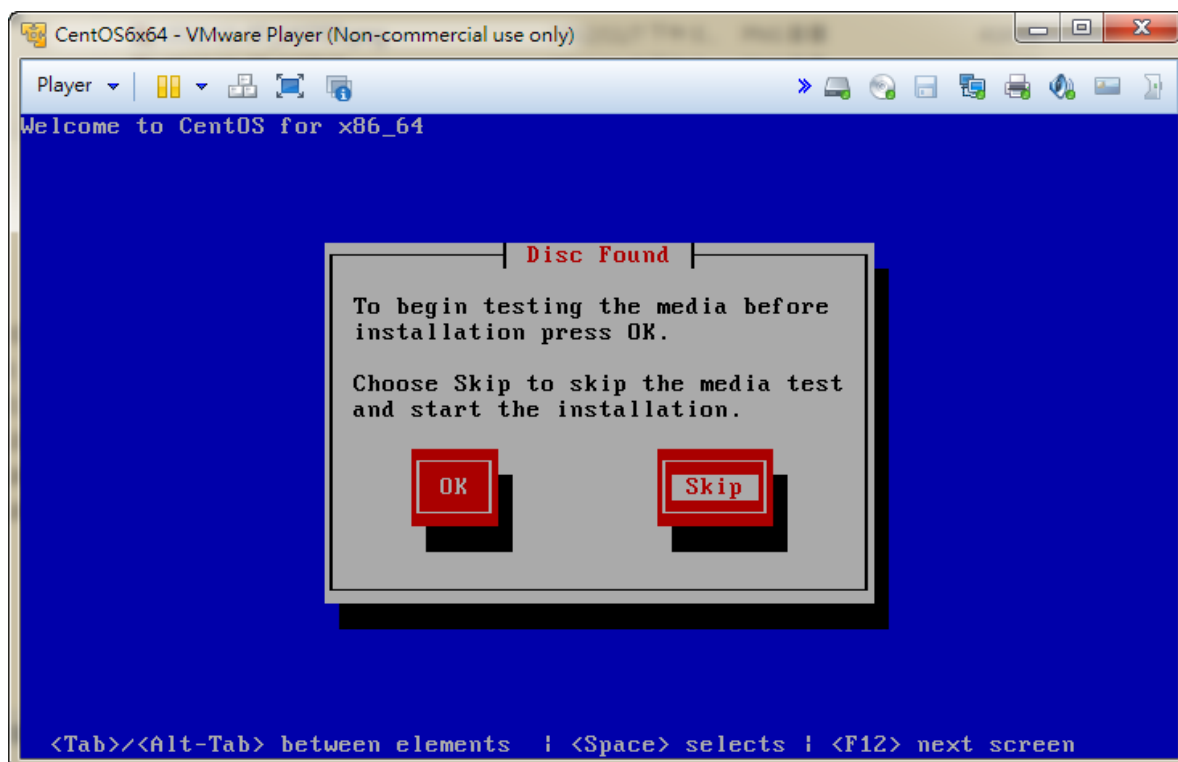 CentOS6x64 - VMware Player (Non-commercial use only)
Player
Welcome to CentOS for x86_64
Disc Found
To begin testing the media before
installation press OK.
Choose Skip to skip the media test
and start the installation.
OK Skip
<Tab>/<Alt-Tab> between elements | <Space> selects | <F12> next screen